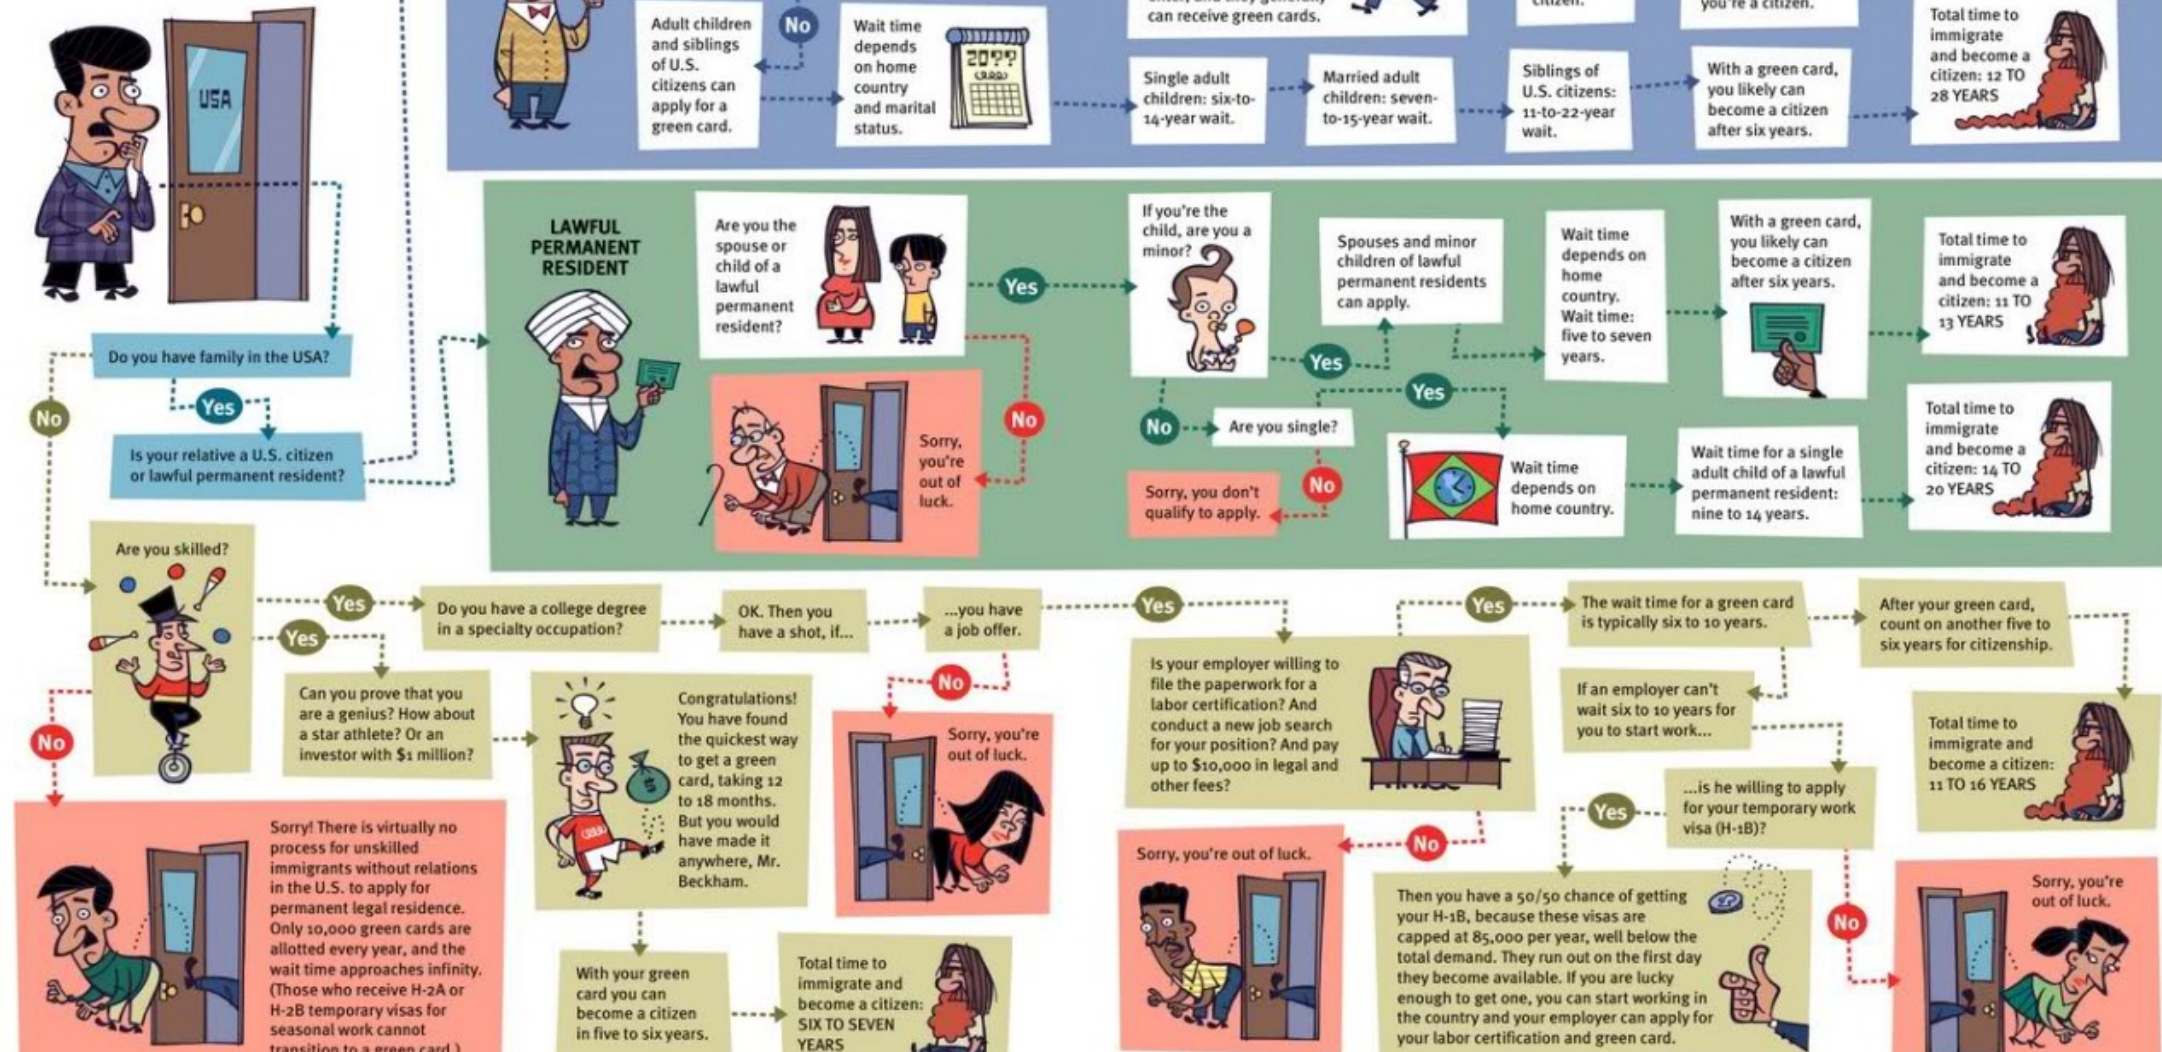 can receive green cards.
citizen.
you're a citizen.
Adult children
and siblings
of U.S.
citizens can
apply for a
green card.
No
Wait time
depends
on home
country
and marital
status.
20??
Single adult
children: six-to-
14-year wait.
Married adult
children: seven-
to-15-year wait.
Siblings of
U.S. citizens:
11-to-22-year
wait.
With a green card,
you likely can
become a citizen
after six years.
Total time to
immigrate
and become a
citizen: 12 TO
28 YEARS
USA
Do you have family in the USA?
No
Yes
Is your relative a U.S. citizen
or lawful permanent resident?
LAWFUL
PERMANENT
RESIDENT
Are you the
spouse or
child of a
lawful
permanent
resident?
Yes
No
Sorry,
you're
out of
luck.
If you're the
child, are you a
minor?
Yes
Spouses and minor
children of lawful
permanent residents
can apply.
Wait time
depends on
home
country.
Wait time:
five to seven
years.
With a green card,
you likely can
become a citizen
after six years.
Total time to
immigrate
and become a
citizen: 11 TO
13 YEARS
No
Are you single?
Yes
No
Sorry, you don't
qualify to apply.
Wait time
depends on
home country.
Wait time for a single
adult child of a lawful
permanent resident:
nine to 14 years.
Total time to
immigrate
and become a
citizen: 14 TO
20 YEARS
Are you skilled?
Yes
Do you have a college degree
in a specialty occupation?
OK. Then you
have a shot, if...
...you have
a job offer.
Yes
No
Sorry, you're
out of luck.
Yes
Can you prove that you
are a genius? How about
a star athlete? Or an
investor with $1 million?
Congratulations!
You have found
the quickest way
to get a green
card, taking 12
to 18 months.
But you would
have made it
anywhere, Mr.
Beckham.
With your green
card you can
become a citizen
in five to six years.
Total time to
immigrate and
become a citizen:
SIX TO SEVEN
YEARS
No
Sorry! There is virtually no
process for unskilled
immigrants without relations
in the U.S. to apply for
permanent legal residence.
Only 10,000 green cards are
allotted every year, and the
wait time approaches infinity.
(Those who receive H-2A or
H-2B temporary visas for
seasonal work cannot
transition to a green card.)
Is your employer willing to
file the paperwork for a
labor certification? And
conduct a new job search
for your position? And pay
up to $10,000 in legal and
other fees?
No
Sorry, you're out of luck.
Yes
The wait time for a green card
is typically six to 10 years.
After your green card,
count on another five to
six years for citizenship.
Total time to
immigrate and
become a citizen:
11 TO 16 YEARS
If an employer can't
wait six to 10 years for
you to start work...
...is he willing to apply
for your temporary work
visa (H-1B)?
Yes
Then you have a 50/50 chance of getting
your H-1B, because these visas are
capped at 85,000 per year, well below the
total demand. They run out on the first day
they become available. If you are lucky
enough to get one, you can start working in
the country and your employer can apply for
your labor certification and green card.
No
Sorry, you're
out of luck.